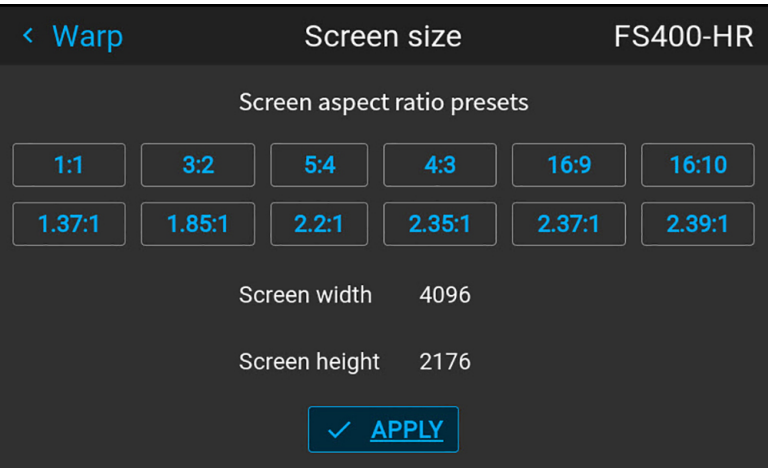 Warp Screen size FS400-HR
Screen aspect ratio presets
1:1 3:2 5:4 4:3 16:9 16:10
1.37:1 1.85:1 2.2:1 2.35:1 2.37:1 2.39:1
Screen width 4096
Screen height 2176
APPLY